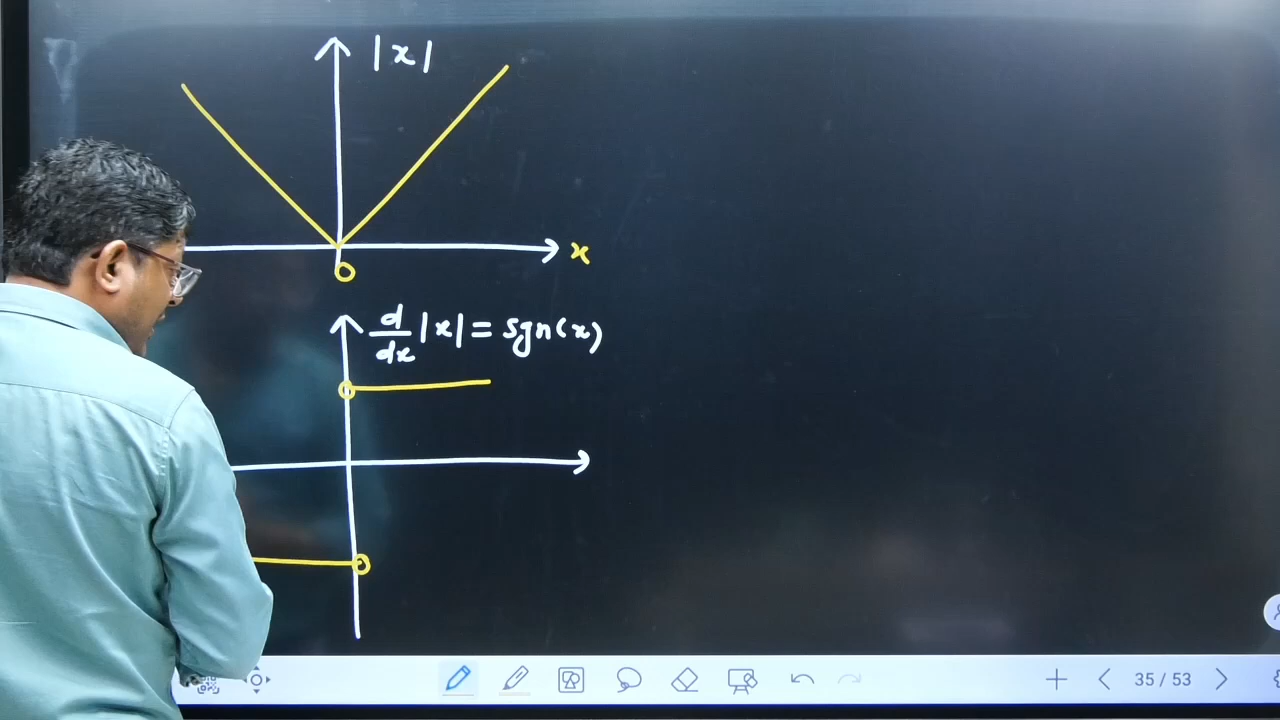 |x|
x
0
d/dx |x| = sgn(x)
35 / 53